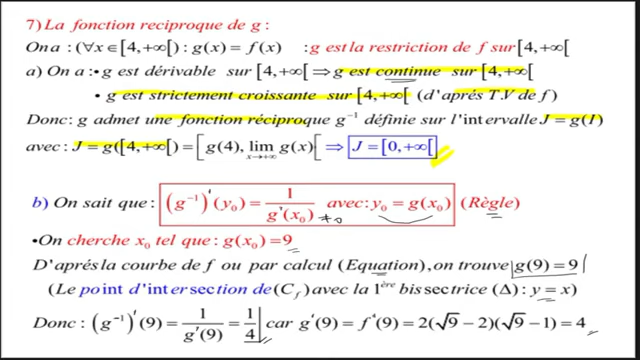 7) La fonction reciproque de g :
On a : (∀x ∈ [4,+∞[) : g(x) = f(x) : g est la restriction de f sur [4,+∞[
a) On a : • g est dérivable sur [4,+∞[ ⇒ g est continue sur [4,+∞[
• g est strictement croissante sur [4,+∞[ (d'aprés T.V de f)
Donc : g admet une fonction réciproque g⁻¹ définie sur l'intervalle J = g(I)
avec : J = g([4,+∞[) = [g(4), lim x→+∞ g(x)[ ⇒ J = [0,+∞[
b) On sait que : (g⁻¹)'(y₀) = 1/g'(x₀) avec : y₀ = g(x₀) (Règle)
≠0
•On cherche x₀ tel que : g(x₀) = 9
D'aprés la courbe de f ou par calcul (Equation), on trouve g(9) = 9
(Le point d'intersection de (C_f) avec la 1ère bissectrice (Δ) : y = x)
Donc : (g⁻¹)'(9) = 1/g'(9) = 1/4 car g'(9) = f'(9) = 2(√9 − 2)(√9 − 1) = 4